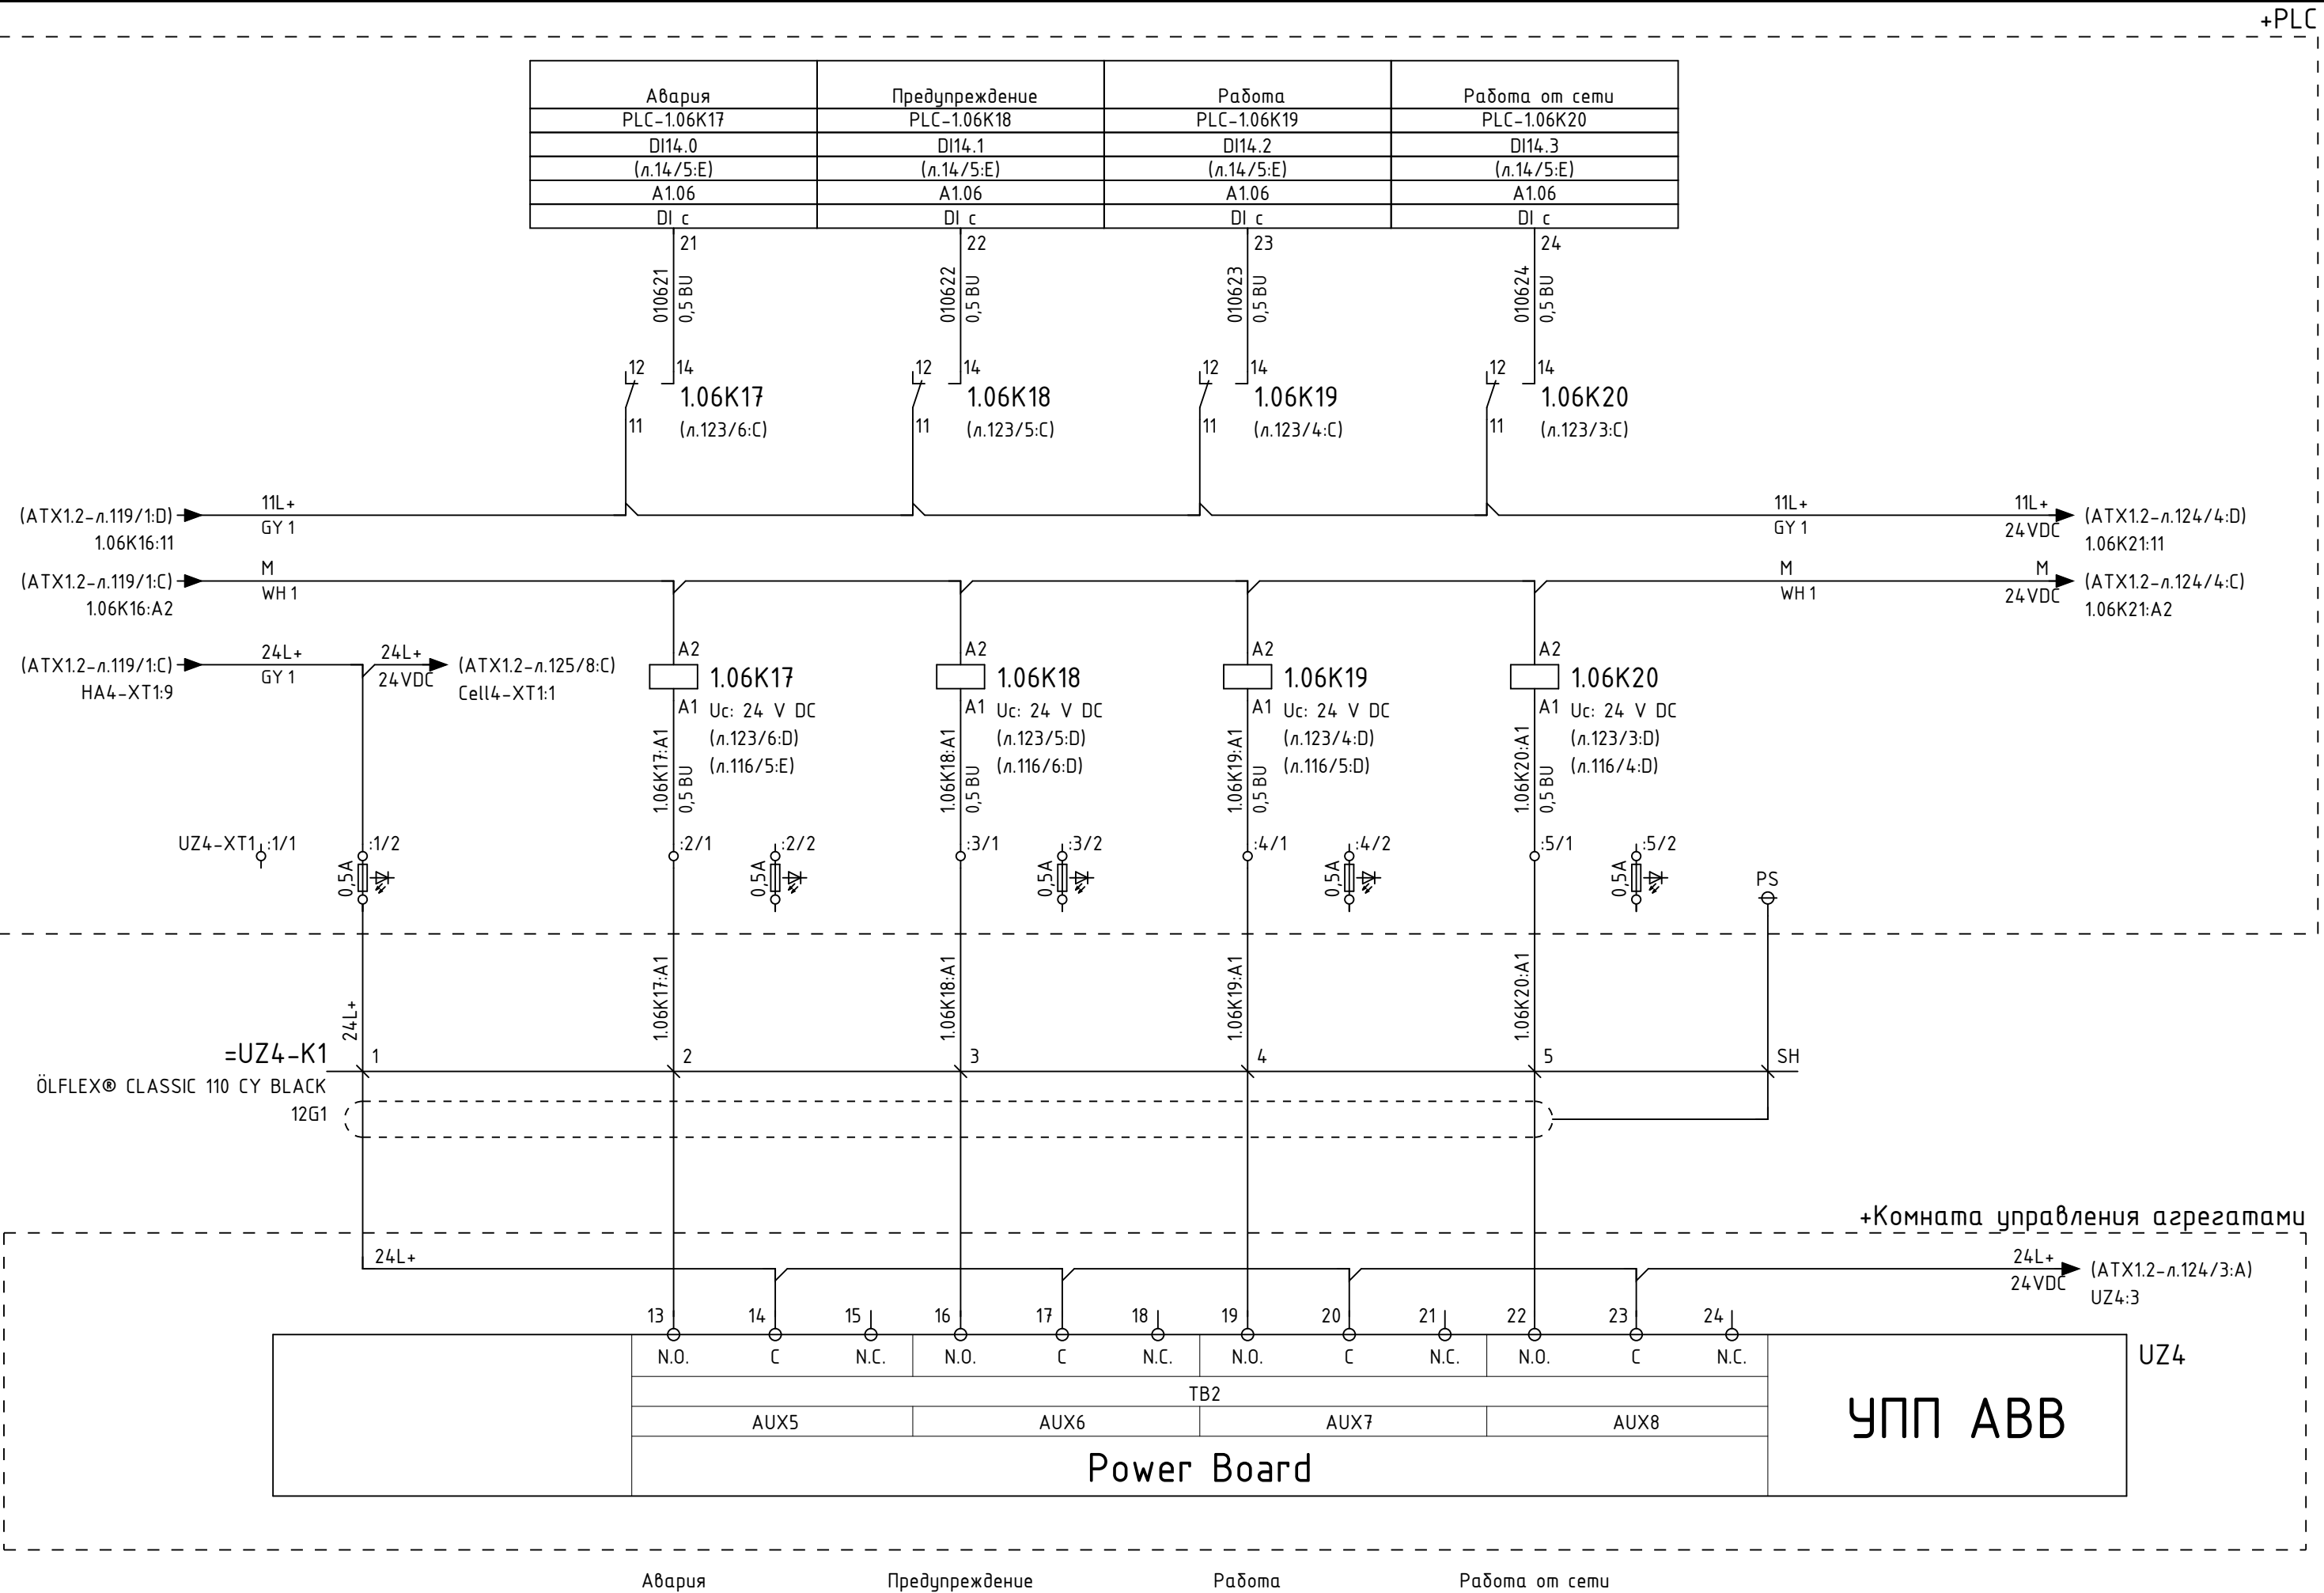 +PLC
Авария Предупреждение Работа Работа от сети
PLC-1.06K17 PLC-1.06K18 PLC-1.06K19 PLC-1.06K20
DI14.0 DI14.1 DI14.2 DI14.3
(л.14/5:E) (л.14/5:E) (л.14/5:E) (л.14/5:E)
A1.06 A1.06 A1.06 A1.06
DI c DI c DI c DI c
21 22 23 24
010621 0,5 BU 010622 0,5 BU 010623 0,5 BU 010624 0,5 BU
12 14 12 14 12 14 12 14
1.06K17 1.06K18 1.06K19 1.06K20
11 (л.123/6:C) 11 (л.123/5:C) 11 (л.123/4:C) 11 (л.123/3:C)
11L+ 11L+ 11L+
(ATX1.2-л.119/1:D) GY 1 GY 1 24VDC (ATX1.2-л.124/4:D)
1.06K16:11 1.06K21:11
M M M
(ATX1.2-л.119/1:C) WH 1 WH 1 24VDC (ATX1.2-л.124/4:C)
1.06K16:A2 1.06K21:A2
24L+ 24L+ A2 A2 A2 A2
(ATX1.2-л.119/1:C) GY 1 24VDC (ATX1.2-л.125/8:C) 1.06K17 1.06K18 1.06K19 1.06K20
HA4-XT1:9 Cell4-XT1:1
A1 Uc: 24 V DC A1 Uc: 24 V DC A1 Uc: 24 V DC A1 Uc: 24 V DC
(л.123/6:D) (л.123/5:D) (л.123/4:D) (л.123/3:D)
(л.116/5:E) (л.116/6:D) (л.116/5:D) (л.116/4:D)
1.06K17:A1 0,5 BU 1.06K18:A1 0,5 BU 1.06K19:A1 0,5 BU 1.06K20:A1 0,5 BU
UZ4-XT1 :1/1 :1/2 :2/1 :2/2 :3/1 :3/2 :4/1 :4/2 :5/1 :5/2
0,5A 0,5A 0,5A 0,5A 0,5A PS
24L+ 1.06K17:A1 1.06K18:A1 1.06K19:A1 1.06K20:A1
=UZ4-K1 1 2 3 4 5 SH
ÖLFLEX® CLASSIC 110 CY BLACK
12G1
+Комната управления агрегатами
24L+ 24L+
24VDC (ATX1.2-л.124/3:A)
UZ4:3
13 14 15 16 17 18 19 20 21 22 23 24
N.O. C N.C. N.O. C N.C. N.O. C N.C. N.O. C N.C. UZ4
TB2
AUX5 AUX6 AUX7 AUX8 УПП ABB
Power Board
Авария Предупреждение Работа Работа от сети